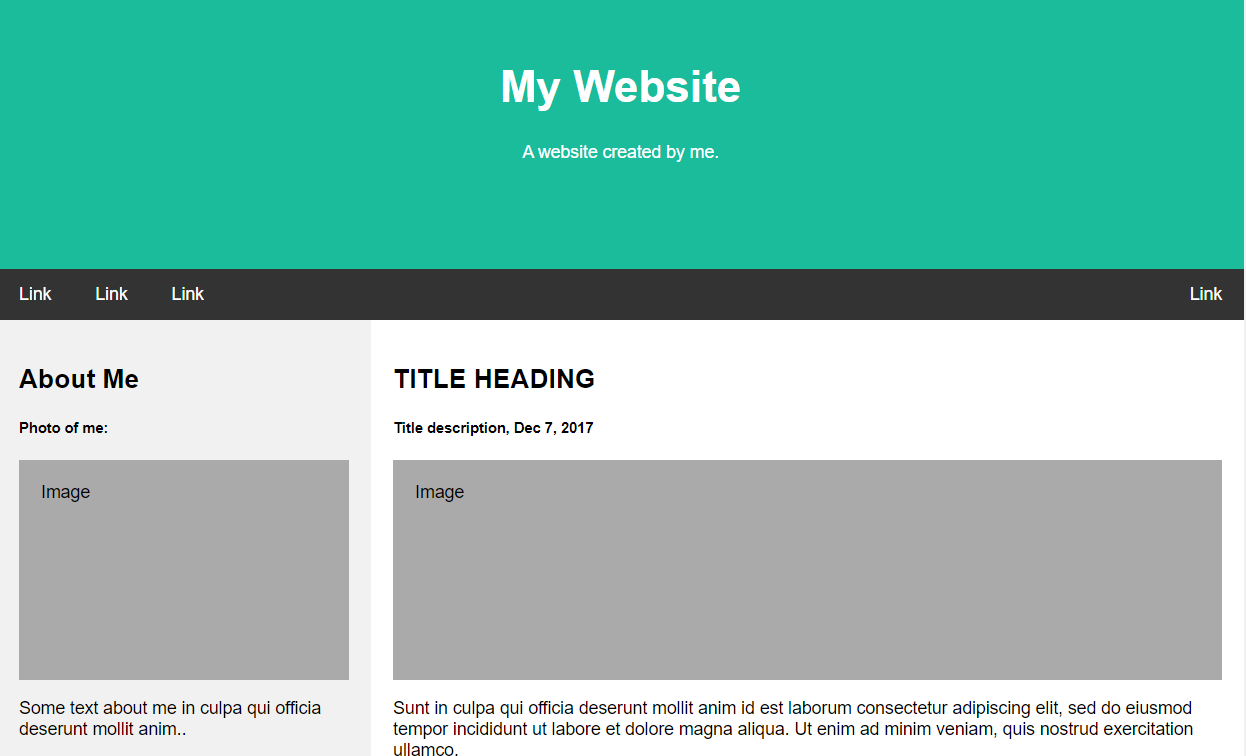 My Website
A website created by me.
Link Link Link Link
About Me
Photo of me:
Image
Some text about me in culpa qui officia
deserunt mollit anim..
TITLE HEADING
Title description, Dec 7, 2017
Image
Sunt in culpa qui officia deserunt mollit anim id est laborum consectetur adipiscing elit, sed do eiusmod
tempor incididunt ut labore et dolore magna aliqua. Ut enim ad minim veniam, quis nostrud exercitation
ullamco.